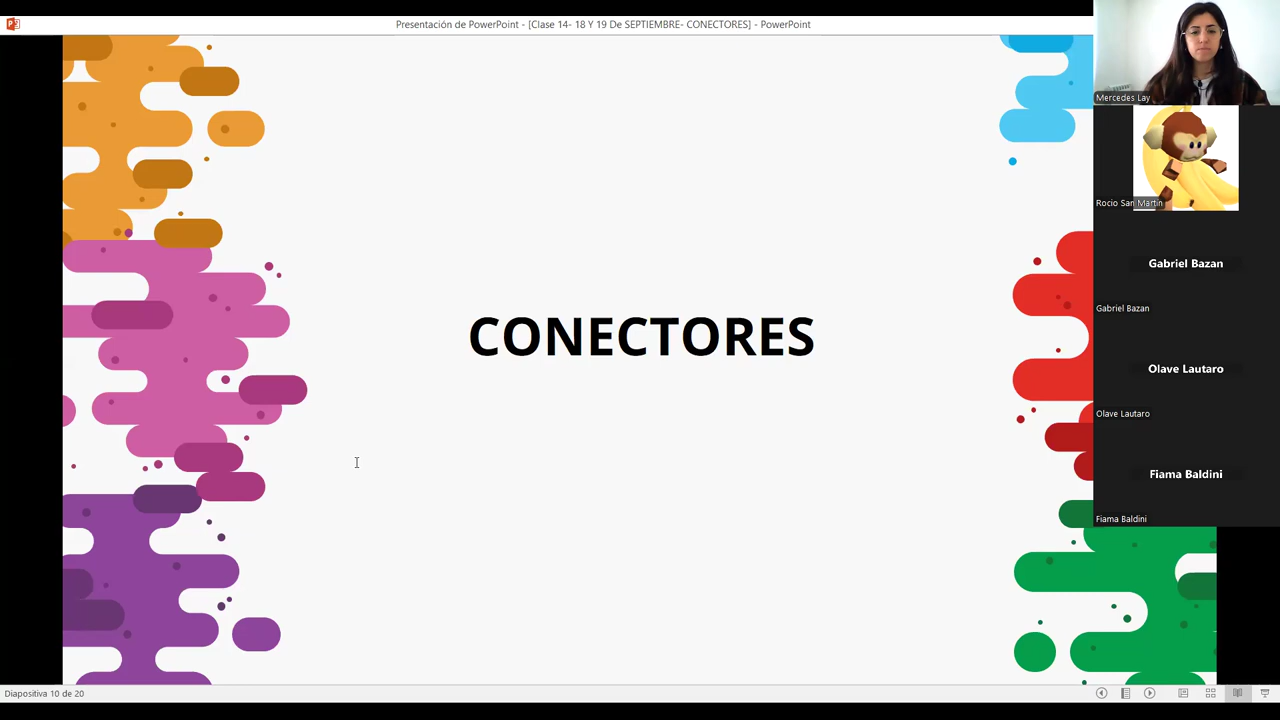 Presentación de PowerPoint - [Clase 14- 18 Y 19 De SEPTIEMBRE- CONECTORES] - PowerPoint
CONECTORES
Mercedes Lay
Rocio San Martin
Gabriel Bazan
Gabriel Bazan
Olave Lautaro
Olave Lautaro
Fiama Baldini
Fiama Baldini
Diapositiva 10 de 20